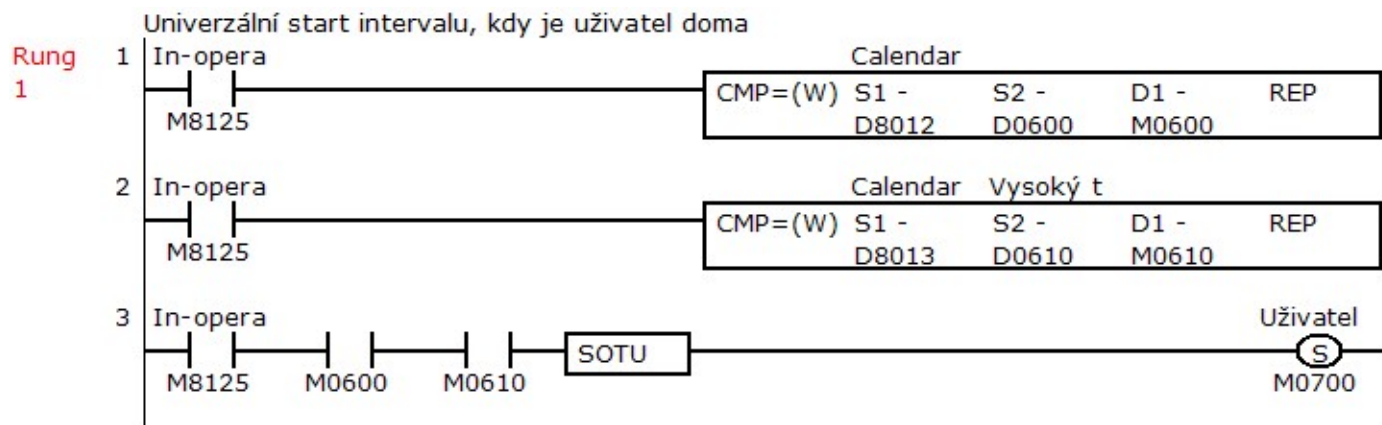 Univerzální start intervalu, kdy je uživatel doma
Rung 1 In-opera Calendar
1 CMP=(W) S1 - S2 - D1 - REP
M8125 D8012 D0600 M0600
2 In-opera Calendar Vysoký t
CMP=(W) S1 - S2 - D1 - REP
M8125 D8013 D0610 M0610
3 In-opera Uživatel
SOTU S
M8125 M0600 M0610 M0700